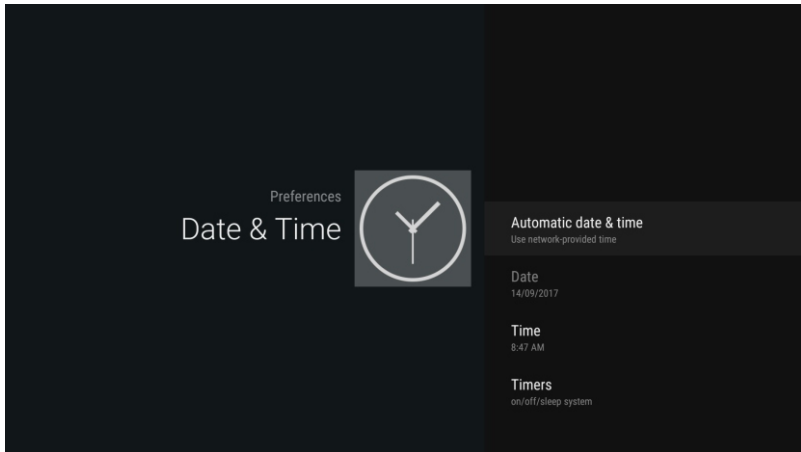 Preferences
Date & Time
Automatic date & time
Use network-provided time
Date
14/09/2017
Time
8:47 AM
Timers
on/off/sleep system